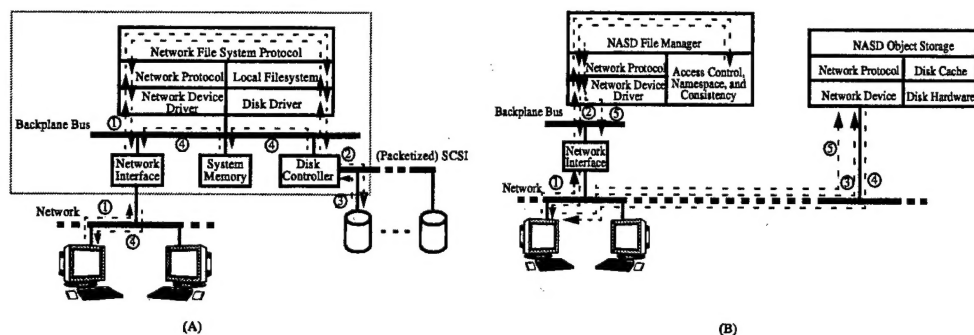 Network File System Protocol
Network Protocol
Local Filesystem
Network Device Driver
Disk Driver
Backplane Bus
①
④
④
②
(Packetized) SCSI
Network Interface
System Memory
Disk Controller
③
Network
①
④
(A)
NASD File Manager
Network Protocol
Network Device Driver
Access Control, Namespace, and Consistency
Backplane Bus
②
⑤
Network Interface
Network
①
NASD Object Storage
Network Protocol
Disk Cache
Network Device
Disk Hardware
⑤
③
④
(B)